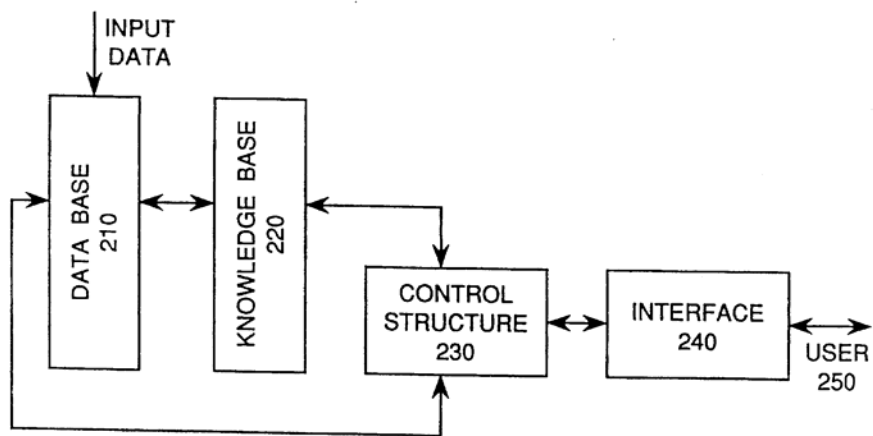 INPUT
DATA
DATA BASE
210
KNOWLEDGE BASE
220
CONTROL
STRUCTURE
230
INTERFACE
240
USER
250